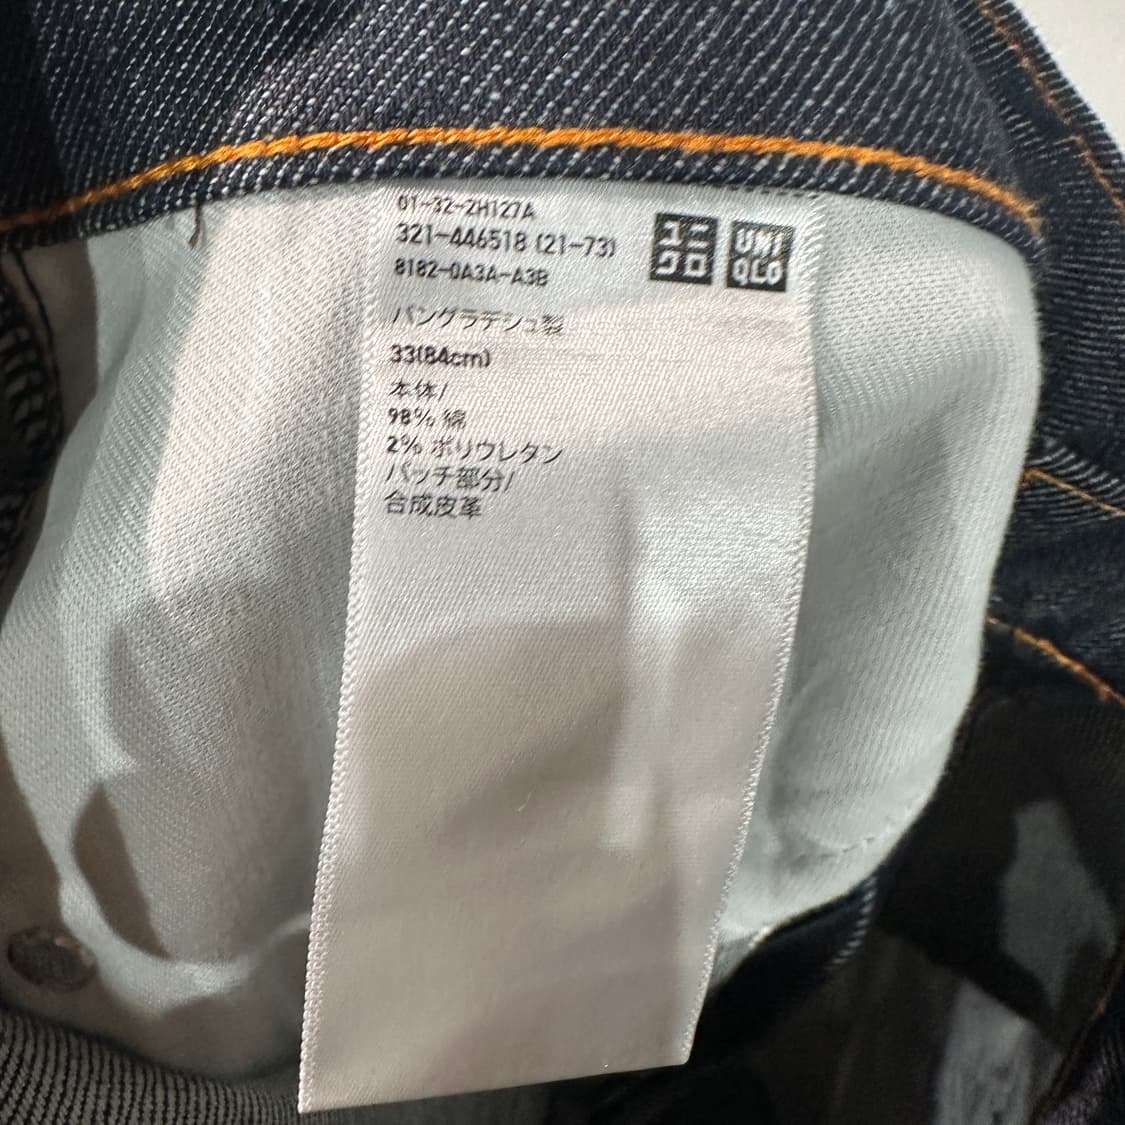 01-32-2H127A
321-446518 (21-73)
8182-0A3A-A3B
ユニ
クロ
UNI
QLO
バングラデシュ製
33(84cm)
本体/
98% 綿
2% ポリウレタン
パッチ部分/
合成皮革